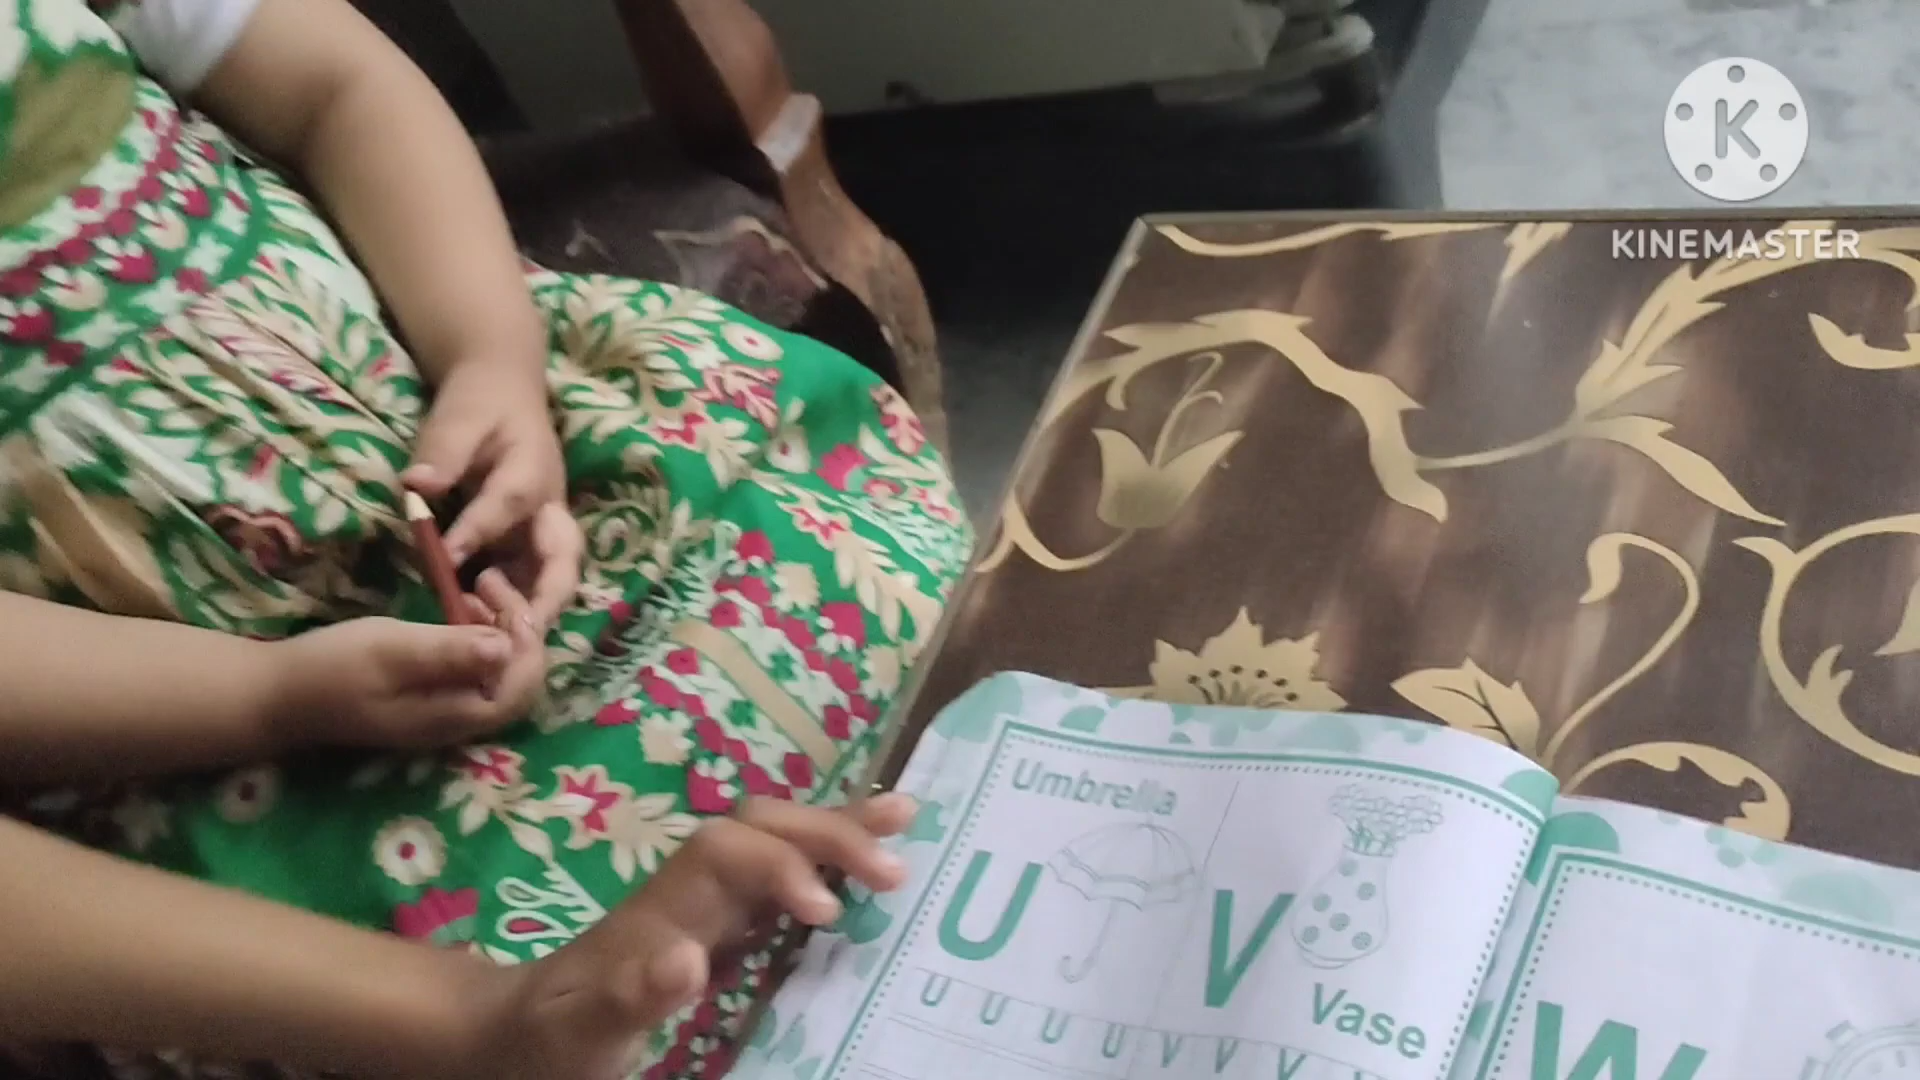 K
KINEMASTER
Umbrella
U
V
Vase
U U U U V V V
W